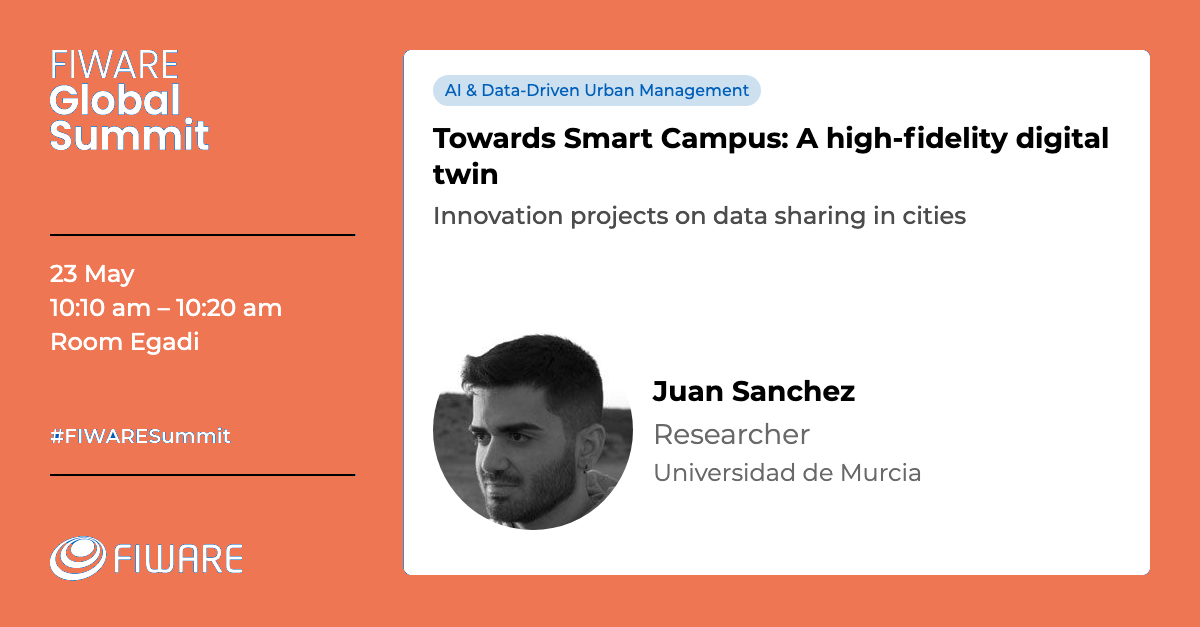 FIWARE
Global
Summit
23 May
10:10 am – 10:20 am
Room Egadi
#FIWARESummit
FIWARE
AI & Data-Driven Urban Management
Towards Smart Campus: A high-fidelity digital
twin
Innovation projects on data sharing in cities
Juan Sanchez
Researcher
Universidad de Murcia